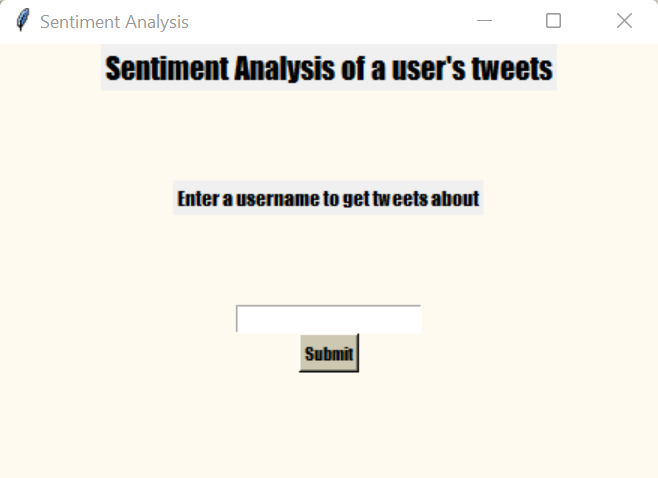 Sentiment Analysis
Sentiment Analysis of a user's tweets
Enter a username to get tweets about
Submit